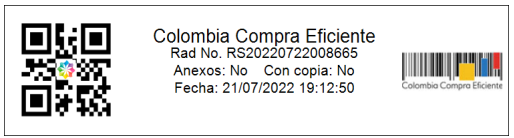 Colombia Compra Eficiente
Rad No. RS20220722008665
Anexos: No Con copia: No
Fecha: 21/07/2022 19:12:50
Colombia Compra Eficiente